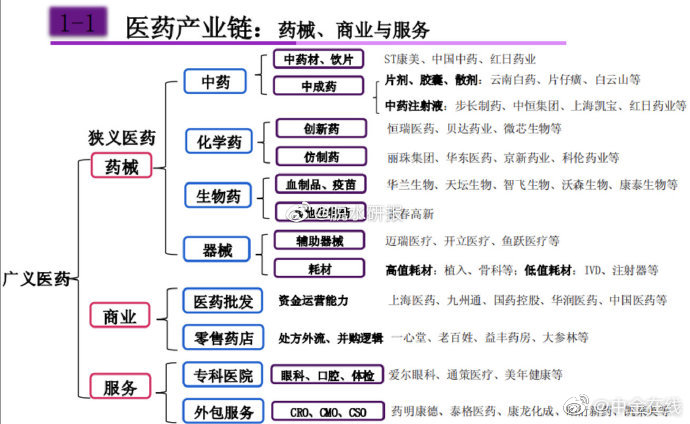 1-1 医药产业链：药械、商业与服务
中药材、饮片 ST康美、中国中药、红日药业
中药
中成药 片剂、胶囊、散剂：云南白药、片仔癀、白云山等
中药注射液：步长制药、中恒集团、上海凯宝、红日药业等
狭义医药
创新药 恒瑞医药、贝达药业、微芯生物等
化学药
药械
仿制药 丽珠集团、华东医药、京新药业、科伦药业等
血制品、疫苗 华兰生物、天坛生物、智飞生物、沃森生物、康泰生物等
生物药
@脱水研报
春高新
辅助器械 迈瑞医疗、开立医疗、鱼跃医疗等
器械
耗材 高值耗材：植入、骨科等；低值耗材：IVD、注射器等
广义医药
医药批发 资金运营能力 上海医药、九州通、国药控股、华润医药、中国医药等
商业
零售药店 处方外流、并购逻辑 一心堂、老百姓、益丰药房、大参林等
专科医院 眼科、口腔、体检 爱尔眼科、通策医疗、美年健康等
服务
外包服务 CRO、CMO、CSO 药明康德、泰格医药、康龙化成、